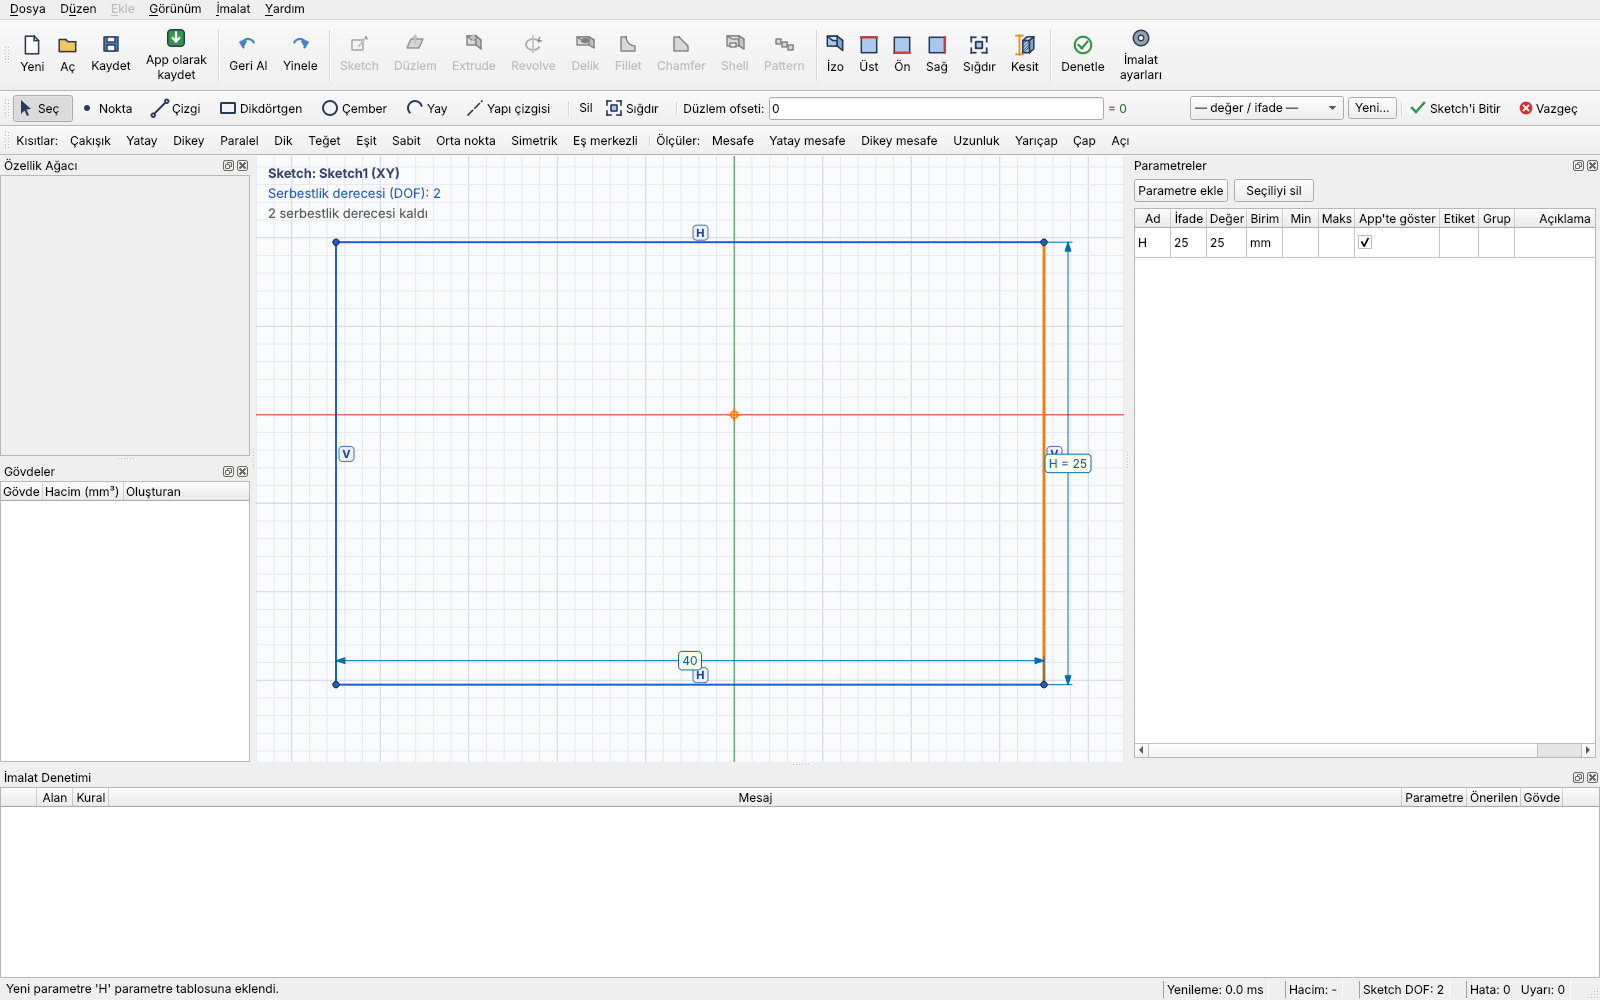 Dosya Düzen Ekle Görünüm İmalat Yardım
Yeni Aç Kaydet App olarak kaydet Geri Al Yinele Sketch Düzlem Extrude Revolve Delik Fillet Chamfer Shell Pattern İzo Üst Ön Sağ Sığdır Kesit Denetle İmalat ayarları
Seç Nokta Çizgi Dikdörtgen Çember Yay Yapı çizgisi Sil Sığdır Düzlem ofseti: 0 = 0 — değer / ifade — Yeni... Sketch'i Bitir Vazgeç
Kısıtlar: Çakışık Yatay Dikey Paralel Dik Teğet Eşit Sabit Orta nokta Simetrik Eş merkezli Ölçüler: Mesafe Yatay mesafe Dikey mesafe Uzunluk Yarıçap Çap Açı
Özellik Ağacı
Gövdeler
Gövde Hacim (mm³) Oluşturan
Sketch: Sketch1 (XY)
Serbestlik derecesi (DOF): 2
2 serbestlik derecesi kaldı
H
V
V
H = 25
40
H
Parametreler
Parametre ekle Seçiliyi sil
Ad İfade Değer Birim Min Maks App'te göster Etiket Grup Açıklama
H 25 25 mm
İmalat Denetimi
Alan Kural Mesaj Parametre Önerilen Gövde
Yeni parametre 'H' parametre tablosuna eklendi. Yenileme: 0.0 ms Hacim: - Sketch DOF: 2 Hata: 0 Uyarı: 0